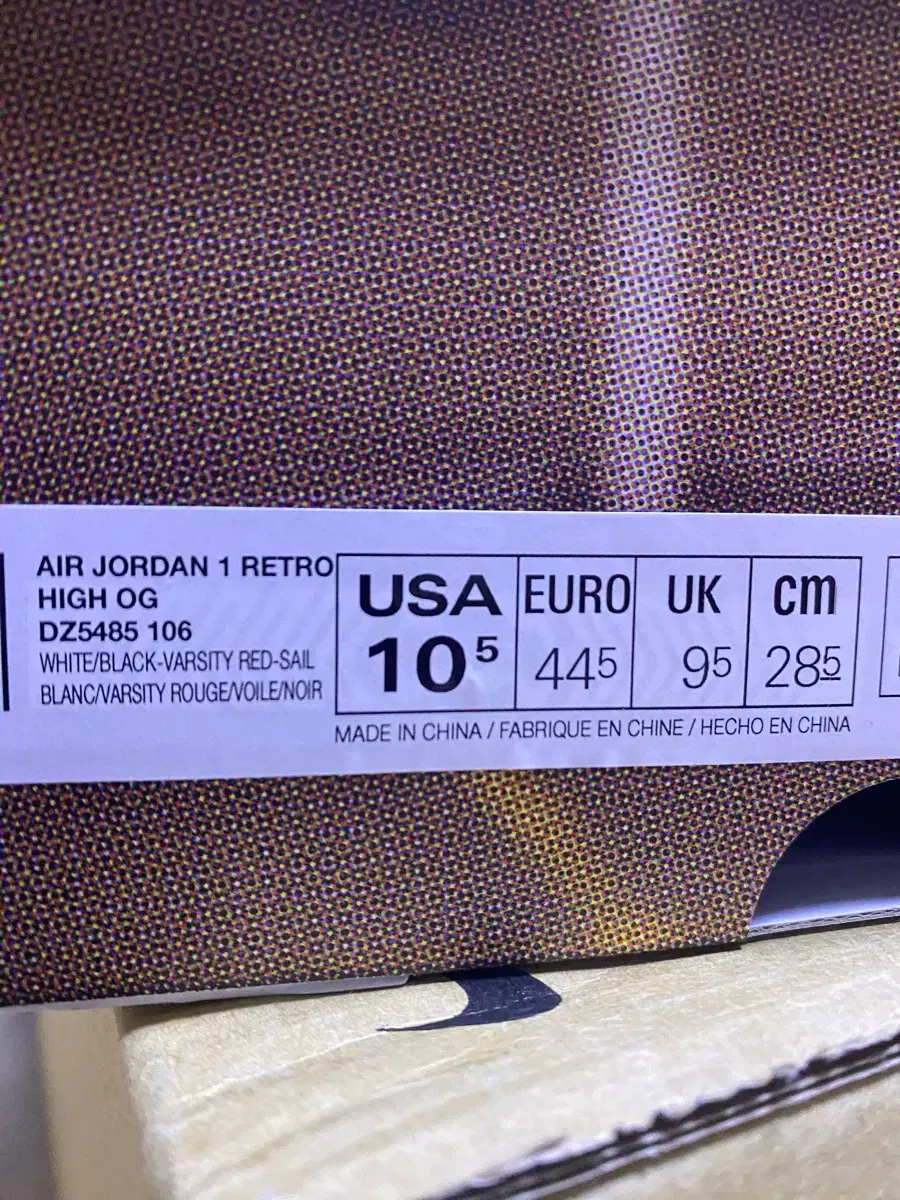 AIR JORDAN 1 RETRO
HIGH OG
DZ5485 106
WHITE/BLACK-VARSITY RED-SAIL
BLANC/VARSITY ROUGE/VOILE/NOIR
USA EURO UK cm
10⁵ 44⁵ 9⁵ 28⁵
MADE IN CHINA / FABRIQUE EN CHINE / HECHO EN CHINA